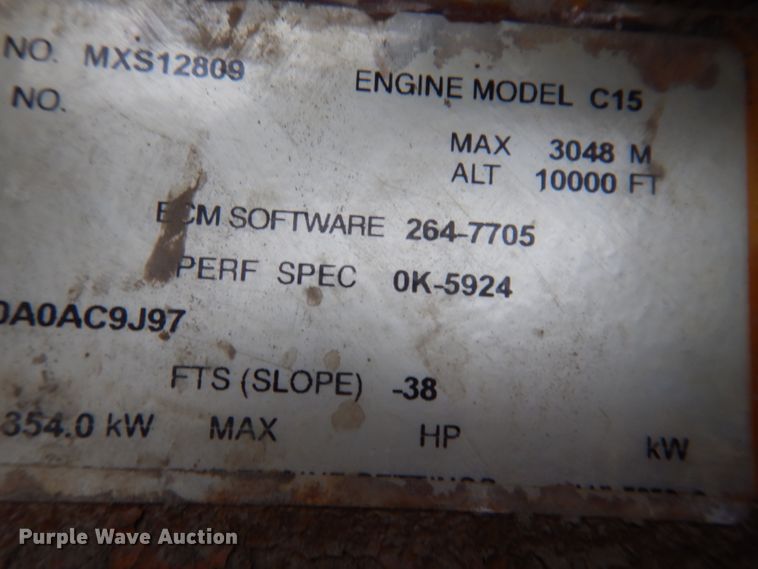 NO. MXS12809
ENGINE MODEL C15
NO.
MAX 3048 M
ALT 10000 FT
ECM SOFTWARE 264-7705
PERF SPEC 0K-5924
0A0AC9J97
FTS (SLOPE) -38
354.0 kW MAX HP kW
Purple Wave Auction